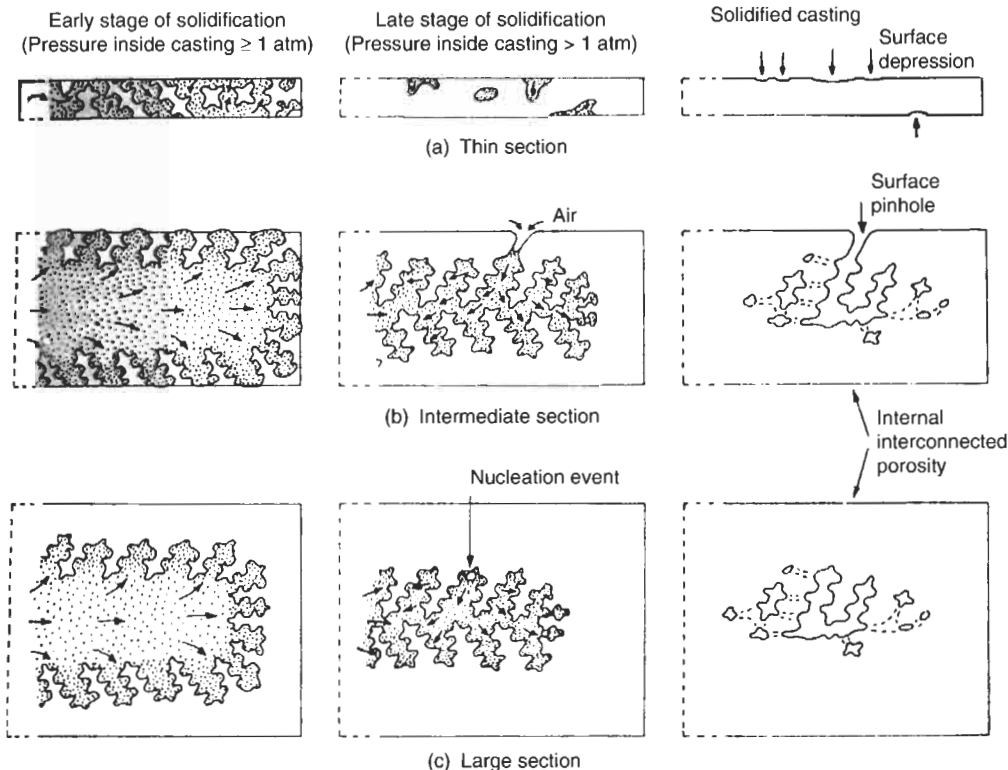 Early stage of solidification
(Pressure inside casting ≥ 1 atm)
Late stage of solidification
(Pressure inside casting > 1 atm)
Solidified casting
Surface
depression
(a) Thin section
Air
Surface
pinhole
(b) Intermediate section
Internal
interconnected
porosity
Nucleation event
(c) Large section